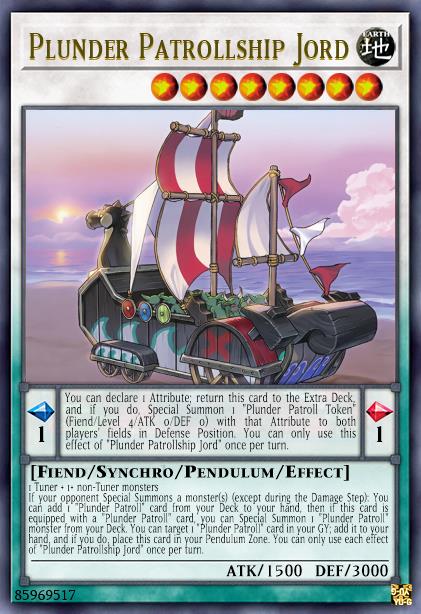 PLUNDER PATROLLSHIP JORD
EARTH
地
You can declare 1 Attribute; return this card to the Extra Deck,
and if you do, Special Summon 1 "Plunder Patroll Token"
(Fiend/Level 4/ATK 0/DEF 0) with that Attribute to both
players' fields in Defense Position. You can only use this
effect of "Plunder Patrollship Jord" once per turn.
1
1
[FIEND/SYNCHRO/PENDULUM/EFFECT]
1 Tuner + 1+ non-Tuner monsters
If your opponent Special Summons a monster(s) (except during the Damage Step): You
can add 1 "Plunder Patroll" card from your Deck to your hand, then if this card is
equipped with a "Plunder Patroll" card, you can Special Summon 1 "Plunder Patroll"
monster from your Deck. You can target 1 "Plunder Patroll" card in your GY; add it to your
hand, and if you do, place this card in your Pendulum Zone. You can only use each effect
of "Plunder Patrollship Jord" once per turn.
ATK/1500 DEF/3000
85969517